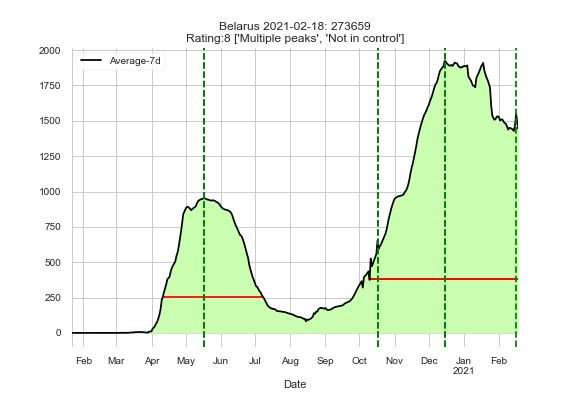 Belarus 2021-02-18: 273659
Rating:8 ['Multiple peaks', 'Not in control']
Average-7d
2000
1750
1500
1250
1000
750
500
250
0
Feb Mar Apr May Jun Jul Aug Sep Oct Nov Dec Jan Feb
2021
Date